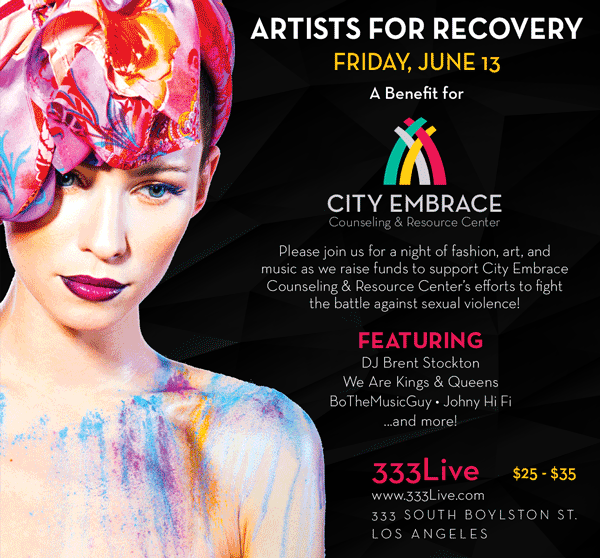 ARTISTS FOR RECOVERY
FRIDAY, JUNE 13
A Benefit for
CITY EMBRACE
Counseling & Resource Center
Please join us for a night of fashion, art, and
music as we raise funds to support City Embrace
Counseling & Resource Center's efforts to fight
the battle against sexual violence!
FEATURING
DJ Brent Stockton
We Are Kings & Queens
BoTheMusicGuy • Johny Hi Fi
...and more!
333Live $25 - $35
www.333Live.com
333 SOUTH BOYLSTON ST.
LOS ANGELES